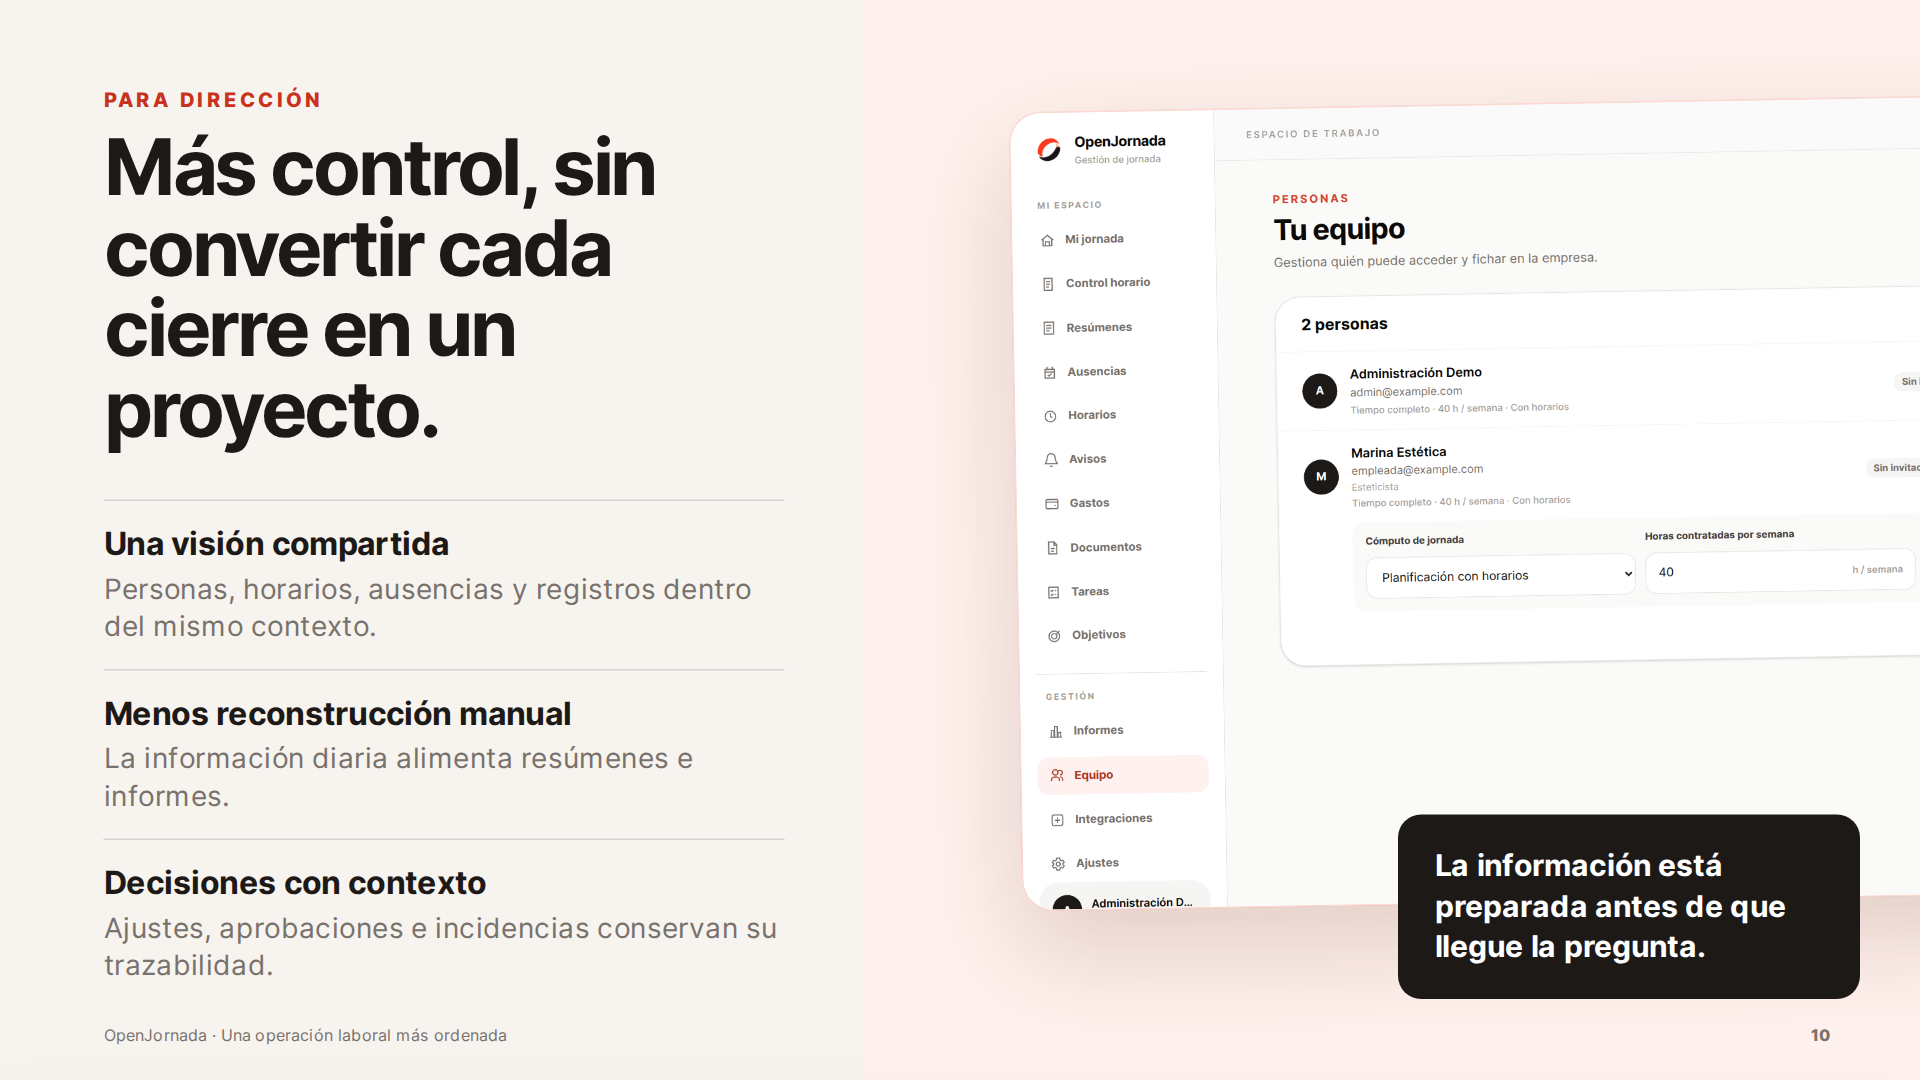 PARA DIRECCIÓN
Más control, sin
convertir cada
cierre en un
proyecto.
Una visión compartida
Personas, horarios, ausencias y registros dentro
del mismo contexto.
Menos reconstrucción manual
La información diaria alimenta resúmenes e
informes.
Decisiones con contexto
Ajustes, aprobaciones e incidencias conservan su
trazabilidad.
OpenJornada · Una operación laboral más ordenada
OpenJornada
Gestión de jornada
MI ESPACIO
Mi jornada
Control horario
Resúmenes
Ausencias
Horarios
Avisos
Gastos
Documentos
Tareas
Objetivos
GESTIÓN
Informes
Equipo
Integraciones
Ajustes
A
Administración D...
ESPACIO DE TRABAJO
PERSONAS
Tu equipo
Gestiona quién puede acceder y fichar en la empresa.
2 personas
A
Administración Demo
admin@example.com
Tiempo completo · 40 h / semana · Con horarios
Sin
M
Marina Estética
empleada@example.com
Esteticista
Tiempo completo · 40 h / semana · Con horarios
Sin
Cómputo de jornada
Planificación con horarios
Horas contratadas por semana
40
h / semana
La información está
preparada antes de que
llegue la pregunta.
10